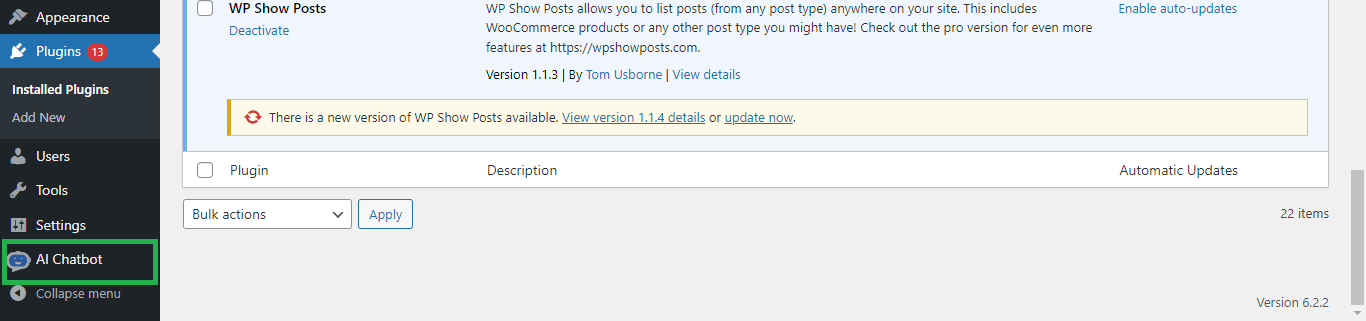 Appearance
Plugins 13
Installed Plugins
Add New
Users
Tools
Settings
AI Chatbot
Collapse menu
WP Show Posts
Deactivate
WP Show Posts allows you to list posts (from any post type) anywhere on your site. This includes
WooCommerce products or any other post type you might have! Check out the pro version for even more
features at https://wpshowposts.com.
Version 1.1.3 | By Tom Usborne | View details
Enable auto-updates
There is a new version of WP Show Posts available. View version 1.1.4 details or update now.
Plugin Description Automatic Updates
Bulk actions Apply 22 items
Version 6.2.2